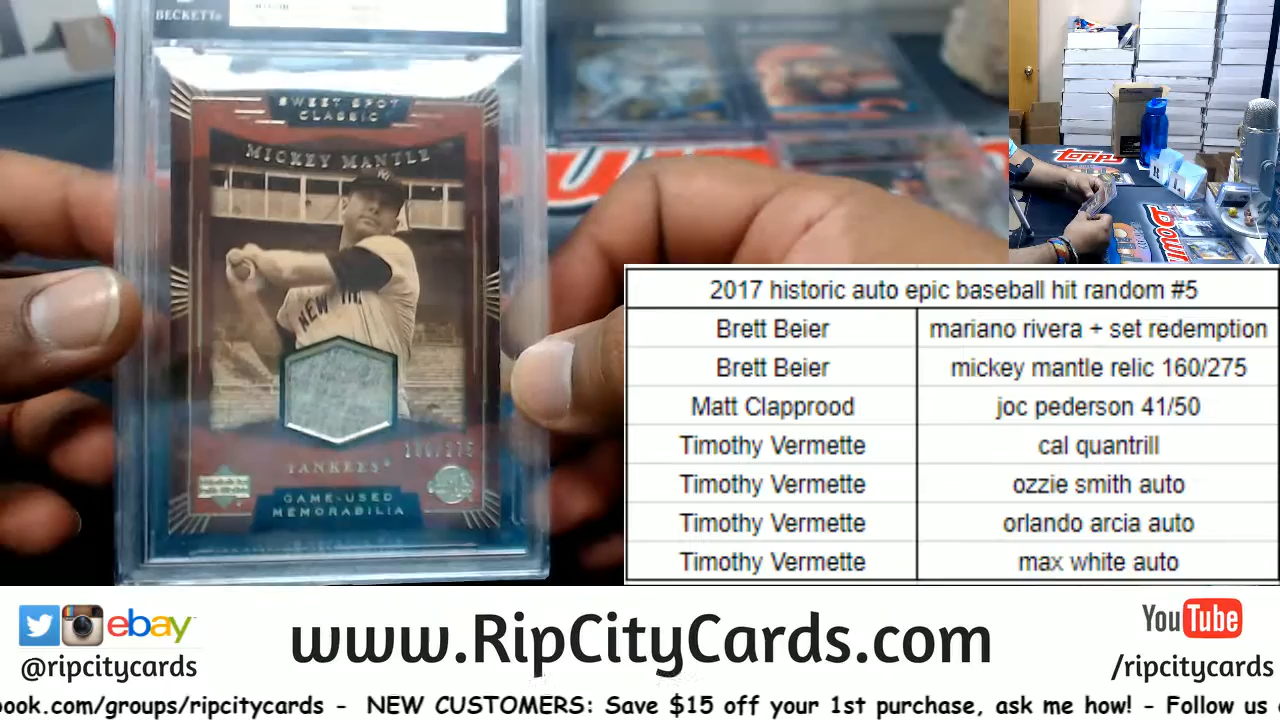 BECKETT
SWEET SPOT
CLASSIC
MICKEY MANTLE
NEW
YANKEES
GAME-USED
MEMORABILIA
topps
2017 historic auto epic baseball hit random #5
Brett Beier mariano rivera + set redemption
Brett Beier mickey mantle relic 160/275
Matt Clapprood joc pederson 41/50
Timothy Vermette cal quantrill
Timothy Vermette ozzie smith auto
Timothy Vermette orlando arcia auto
Timothy Vermette max white auto
ebay
@ripcitycards
www.RipCityCards.com
YouTube
/ripcitycards
ook.com/groups/ripcitycards - NEW CUSTOMERS: Save $15 off your 1st purchase, ask me how! - Follow us